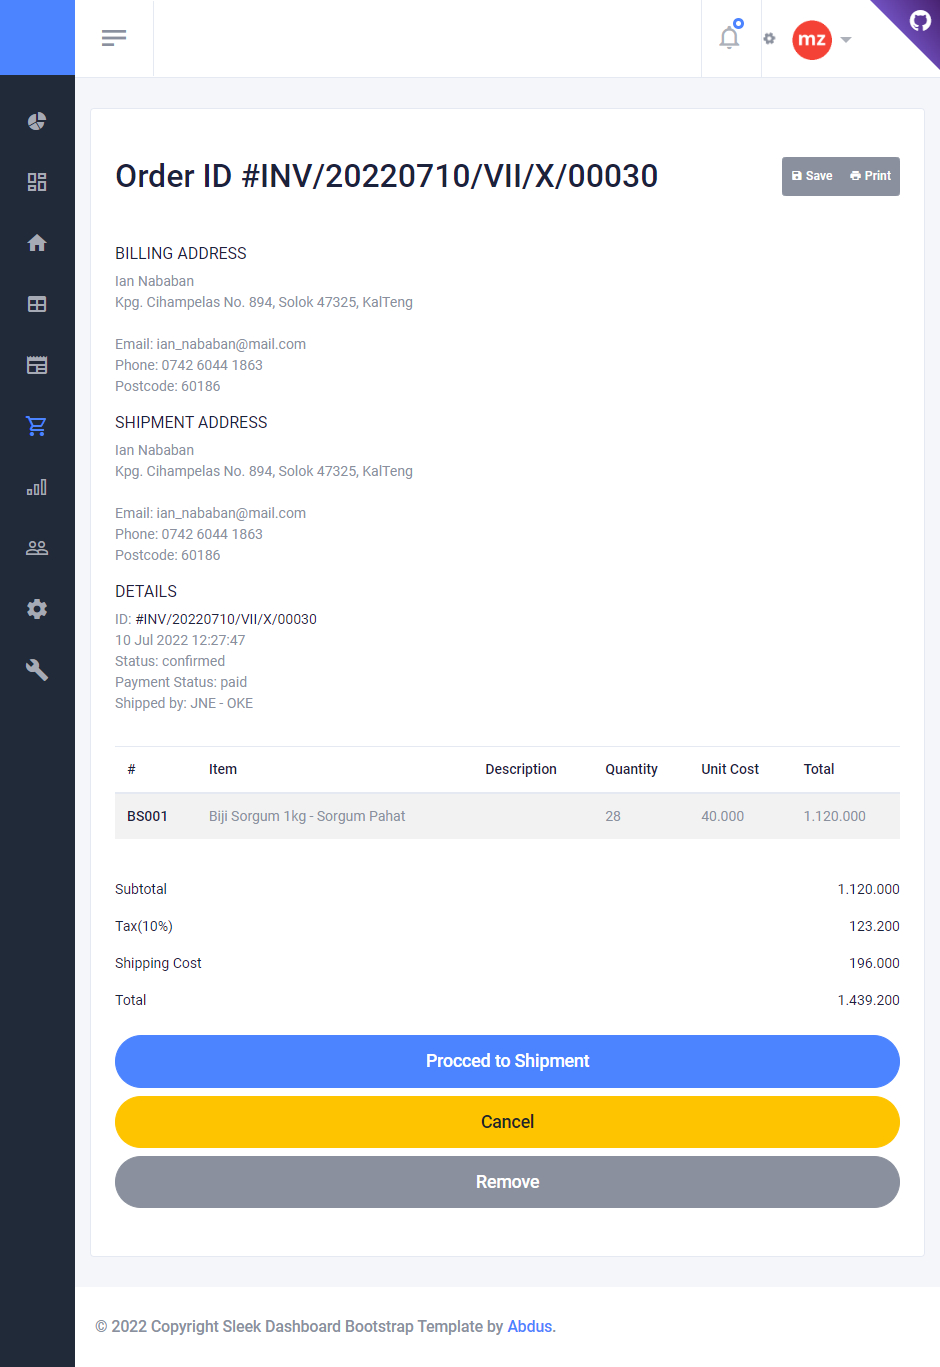 mz
Order ID #INV/20220710/VII/X/00030
Save Print
BILLING ADDRESS
Ian Nababan
Kpg. Cihampelas No. 894, Solok 47325, KalTeng
Email: ian_nababan@mail.com
Phone: 0742 6044 1863
Postcode: 60186
SHIPMENT ADDRESS
Ian Nababan
Kpg. Cihampelas No. 894, Solok 47325, KalTeng
Email: ian_nababan@mail.com
Phone: 0742 6044 1863
Postcode: 60186
DETAILS
ID: #INV/20220710/VII/X/00030
10 Jul 2022 12:27:47
Status: confirmed
Payment Status: paid
Shipped by: JNE - OKE
# Item Description Quantity Unit Cost Total
BS001 Biji Sorgum 1kg - Sorgum Pahat 28 40.000 1.120.000
Subtotal 1.120.000
Tax(10%) 123.200
Shipping Cost 196.000
Total 1.439.200
Procced to Shipment
Cancel
Remove
© 2022 Copyright Sleek Dashboard Bootstrap Template by Abdus.